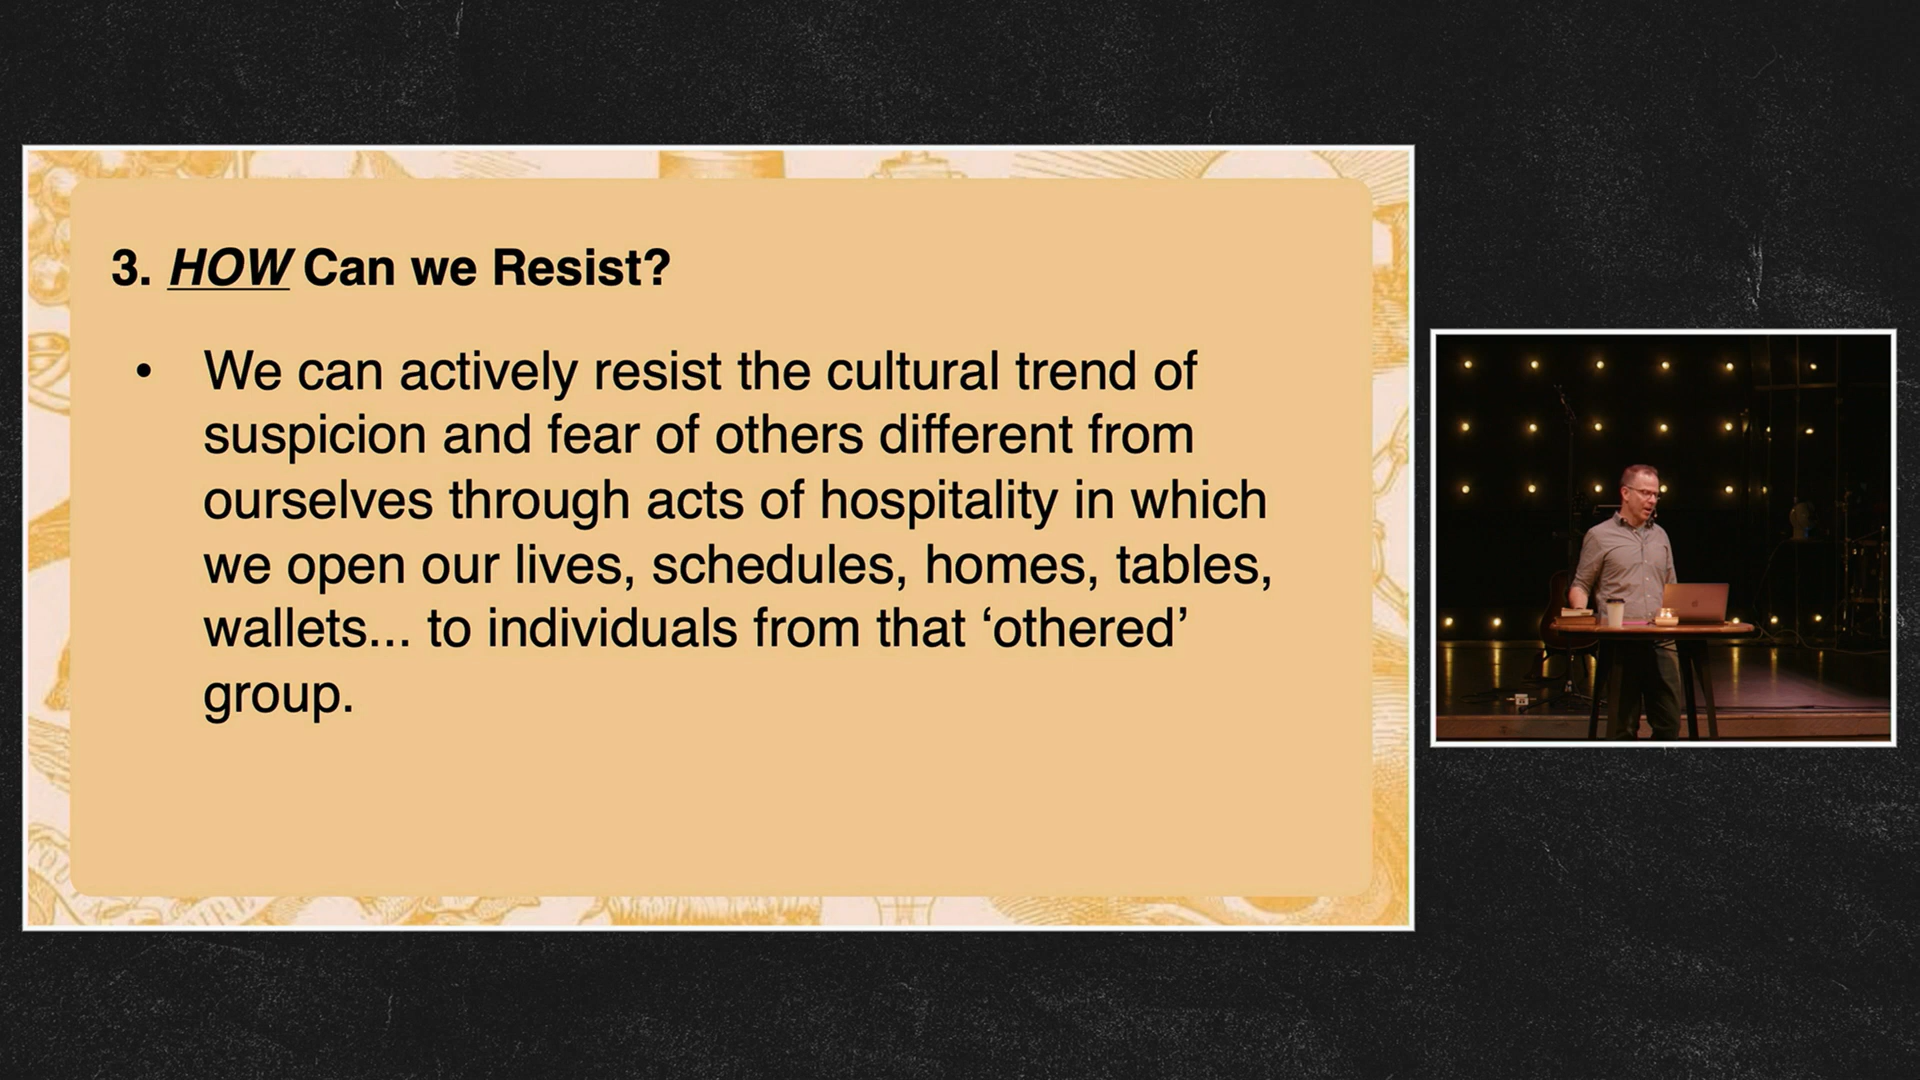 3. HOW Can we Resist?
• We can actively resist the cultural trend of
suspicion and fear of others different from
ourselves through acts of hospitality in which
we open our lives, schedules, homes, tables,
wallets... to individuals from that ‘othered’
group.